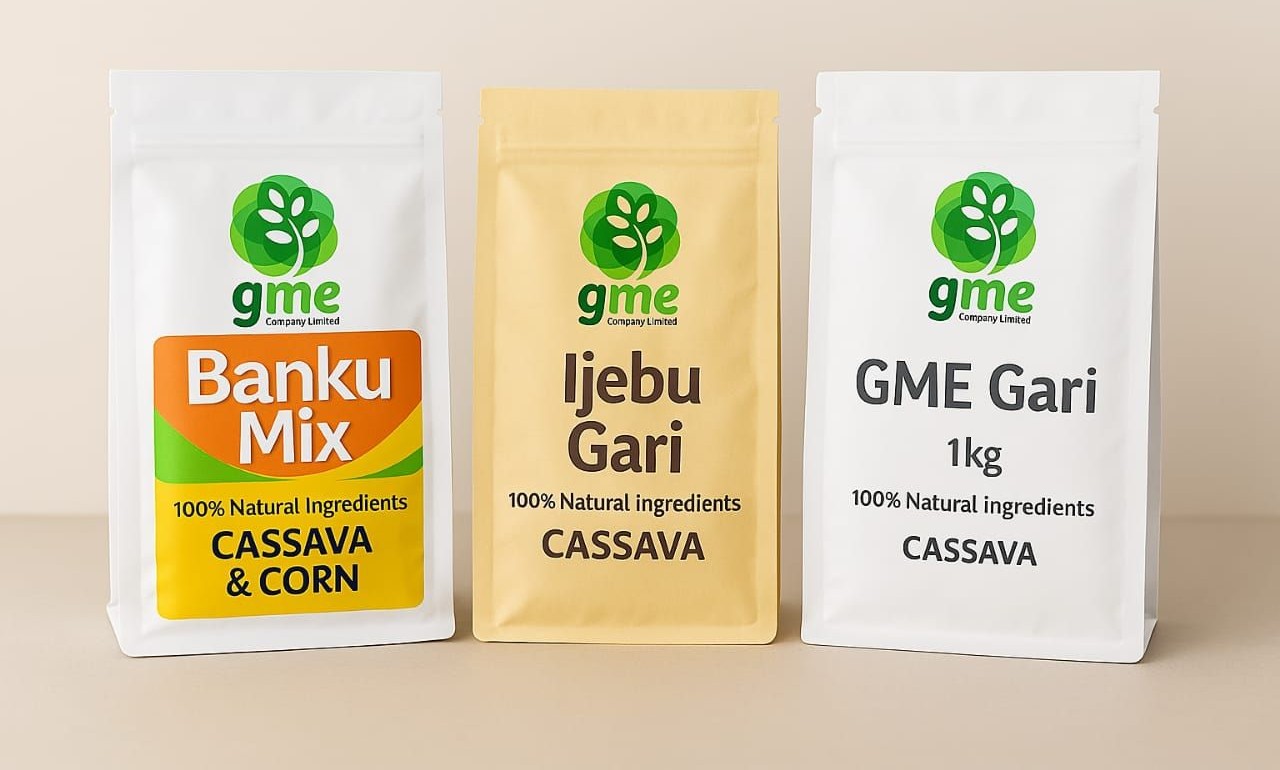 gme
Company Limited
Banku
Mix
100% Natural Ingredients
CASSAVA
& CORN
gme
Company Limited
Ijebu
Gari
100% Natural ingredients
CASSAVA
gme
Company Limited
GME Gari
1kg
100% Natural ingredients
CASSAVA